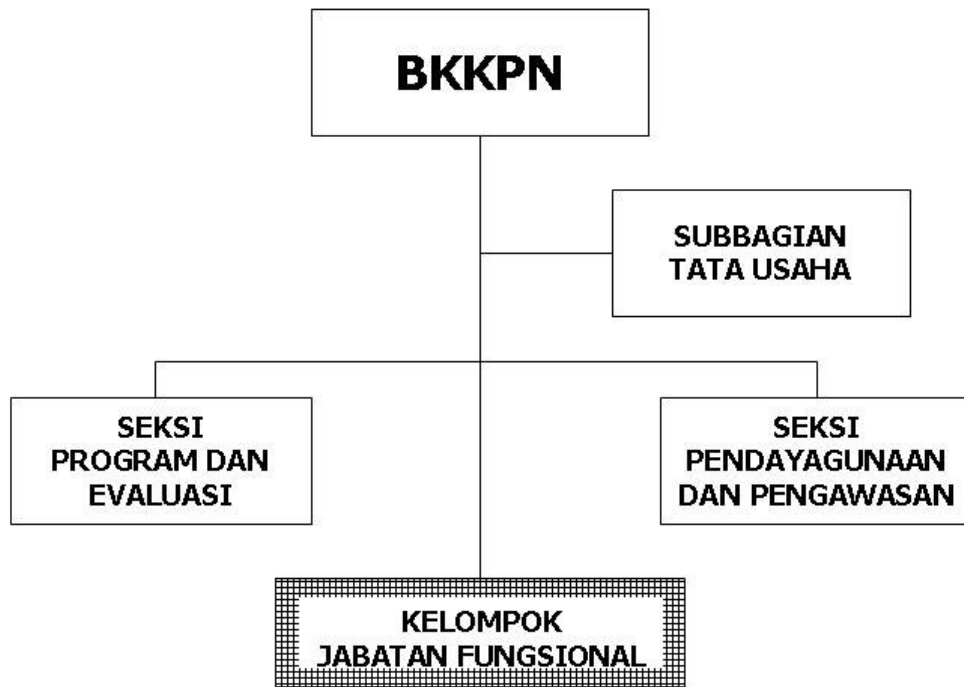 BKKPN
SUBBAGIAN
TATA USAHA
SEKSI
PROGRAM DAN
EVALUASI
SEKSI
PENDAYAGUNAAN
DAN PENGAWASAN
KELOMPOK
JABATAN FUNGSIONAL